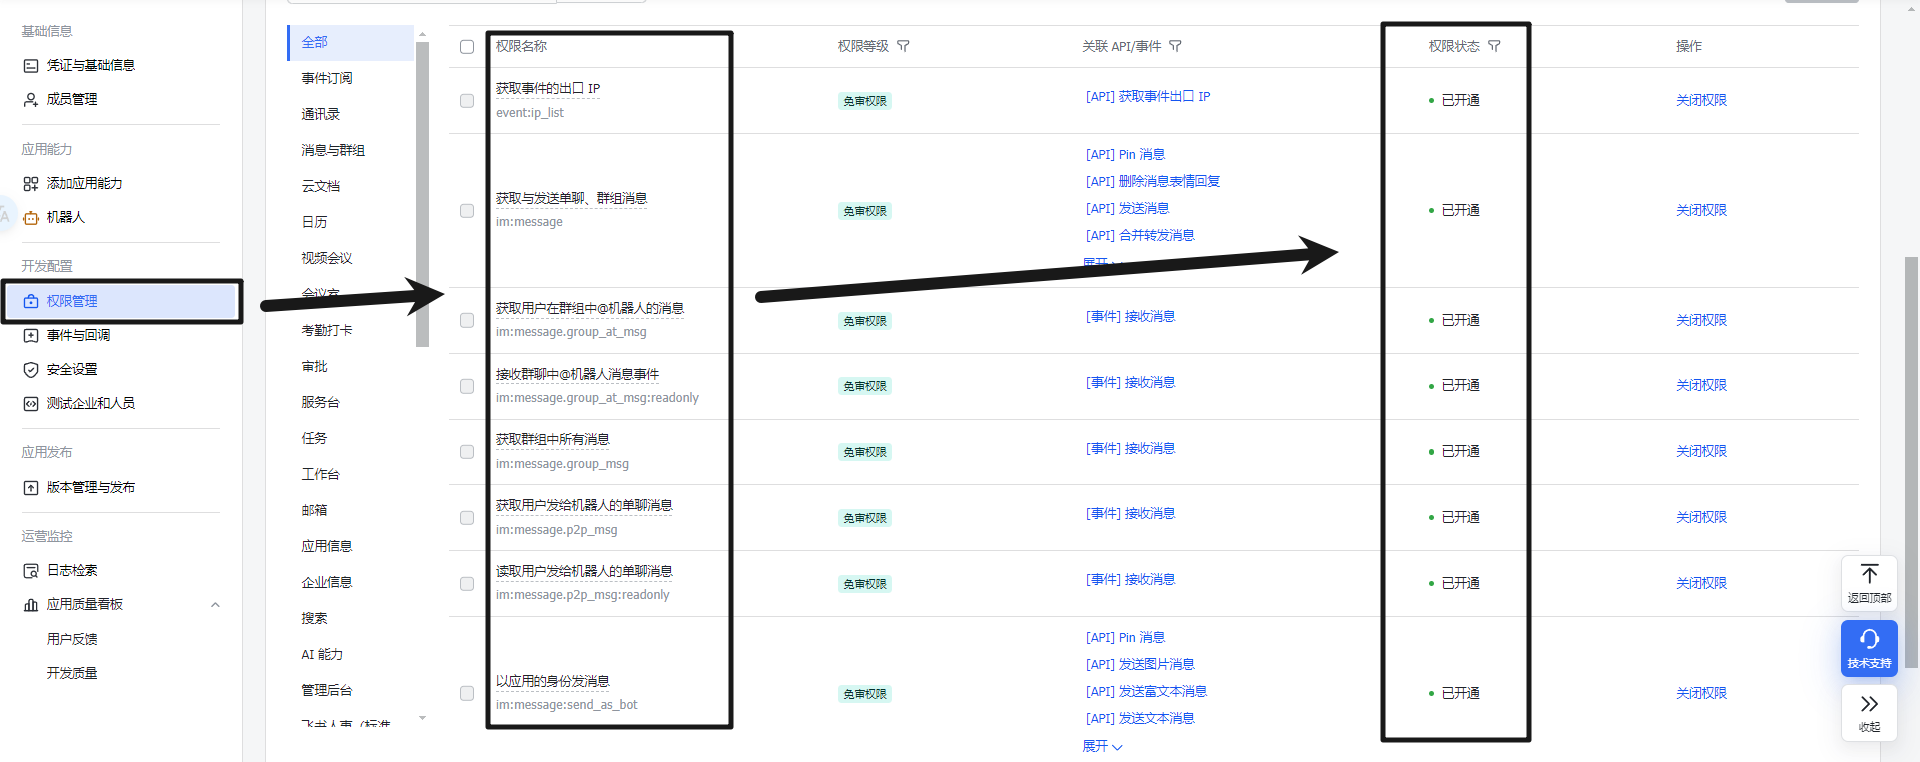 基础信息
凭证与基础信息
成员管理
应用能力
添加应用能力
机器人
开发配置
权限管理
事件与回调
安全设置
测试企业和人员
应用发布
版本管理与发布
运营监控
日志检索
应用质量看板
用户反馈
开发质量
全部
事件订阅
通讯录
消息与群组
云文档
日历
视频会议
会议室
考勤打卡
审批
服务台
任务
工作台
邮箱
应用信息
企业信息
搜索
AI 能力
管理后台
飞书人事（标准
权限名称 权限等级 关联 API/事件 权限状态 操作
获取事件的出口 IP
event:ip_list
免审权限
[API] 获取事件出口 IP
已开通
关闭权限
获取与发送单聊、群组消息
im:message
免审权限
[API] Pin 消息
[API] 删除消息表情回复
[API] 发送消息
[API] 合并转发消息
展开
已开通
关闭权限
获取用户在群组中@机器人的消息
im:message.group_at_msg
免审权限
[事件] 接收消息
已开通
关闭权限
接收群聊中@机器人消息事件
im:message.group_at_msg:readonly
免审权限
[事件] 接收消息
已开通
关闭权限
获取群组中所有消息
im:message.group_msg
免审权限
[事件] 接收消息
已开通
关闭权限
获取用户发给机器人的单聊消息
im:message.p2p_msg
免审权限
[事件] 接收消息
已开通
关闭权限
读取用户发给机器人的单聊消息
im:message.p2p_msg:readonly
免审权限
[事件] 接收消息
已开通
关闭权限
以应用的身份发消息
im:message:send_as_bot
免审权限
[API] Pin 消息
[API] 发送图片消息
[API] 发送富文本消息
[API] 发送文本消息
展开
已开通
关闭权限
返回顶部
技术支持
收起